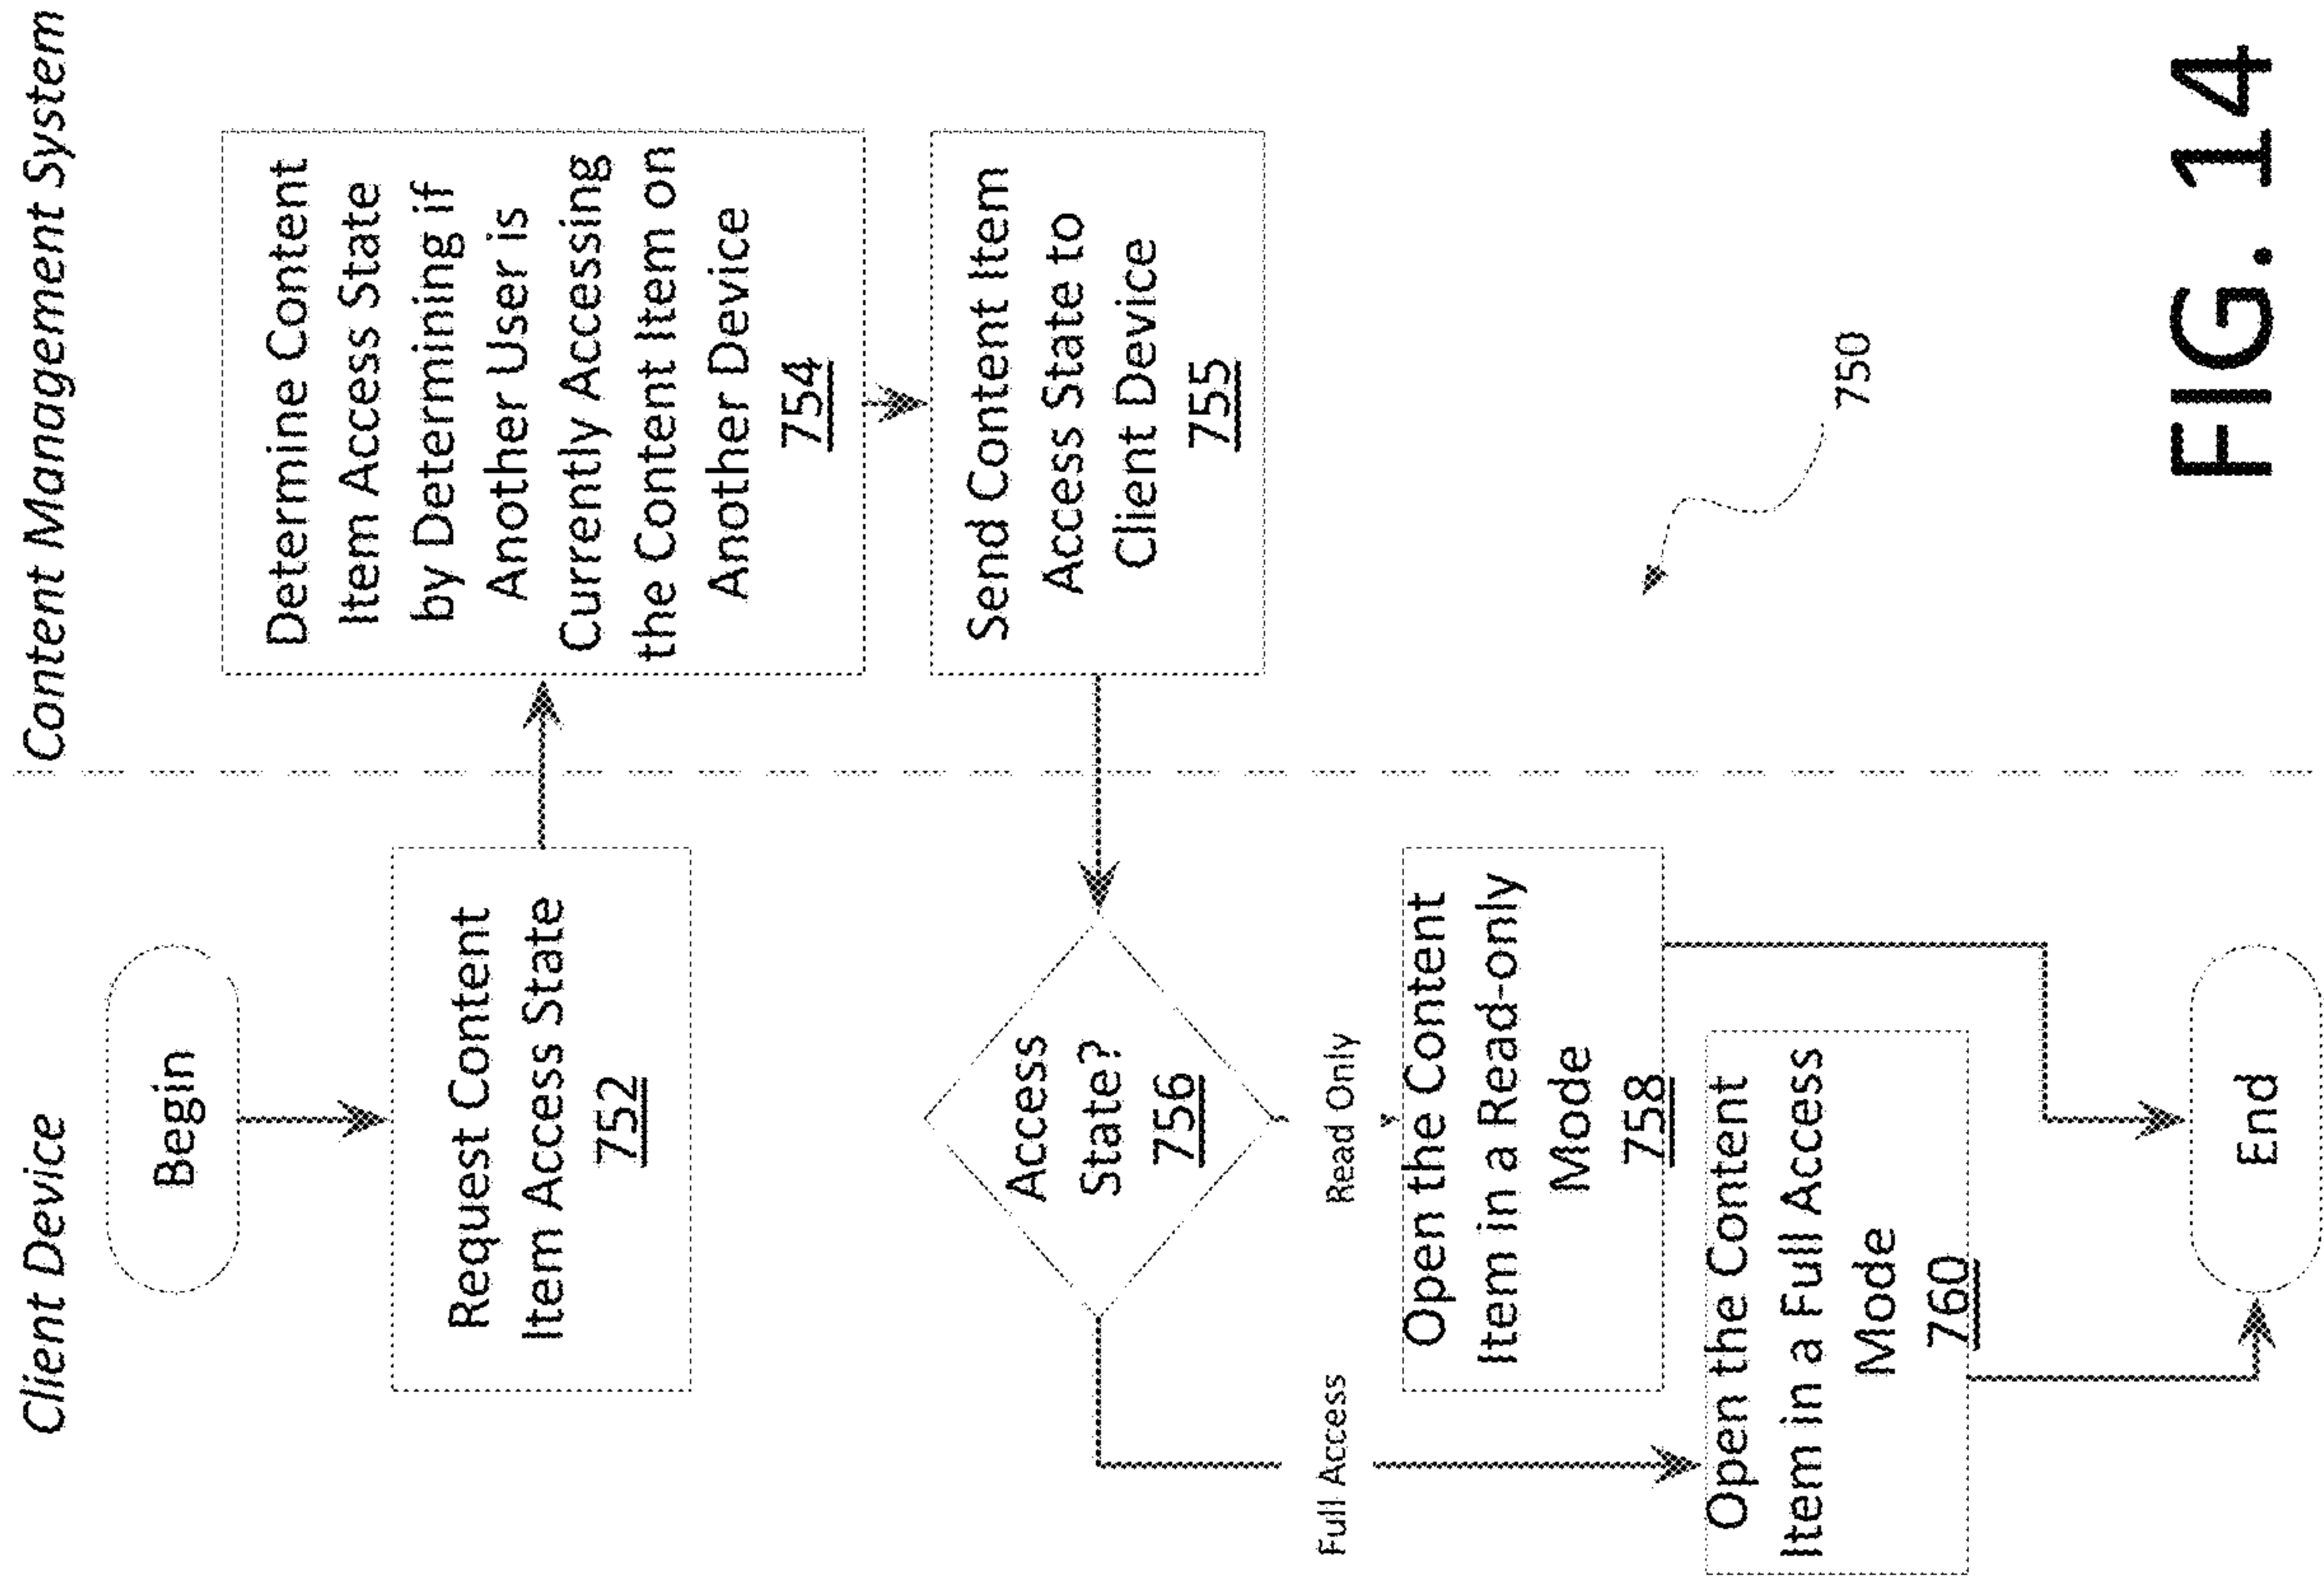 Client Device
Content Management System
Begin
Request Content
Item Access State
752
Determine Content
Item Access State
by Determining if
Another User is
Currently Accessing
the Content Item on
Another Device
754
Send Content Item
Access State to
Client Device
755
Access
State?
756
Read Only
Full Access
Open the Content
Item in a Read-only
Mode
758
Open the Content
Item in a Full Access
Mode
760
End
750
FIG. 14